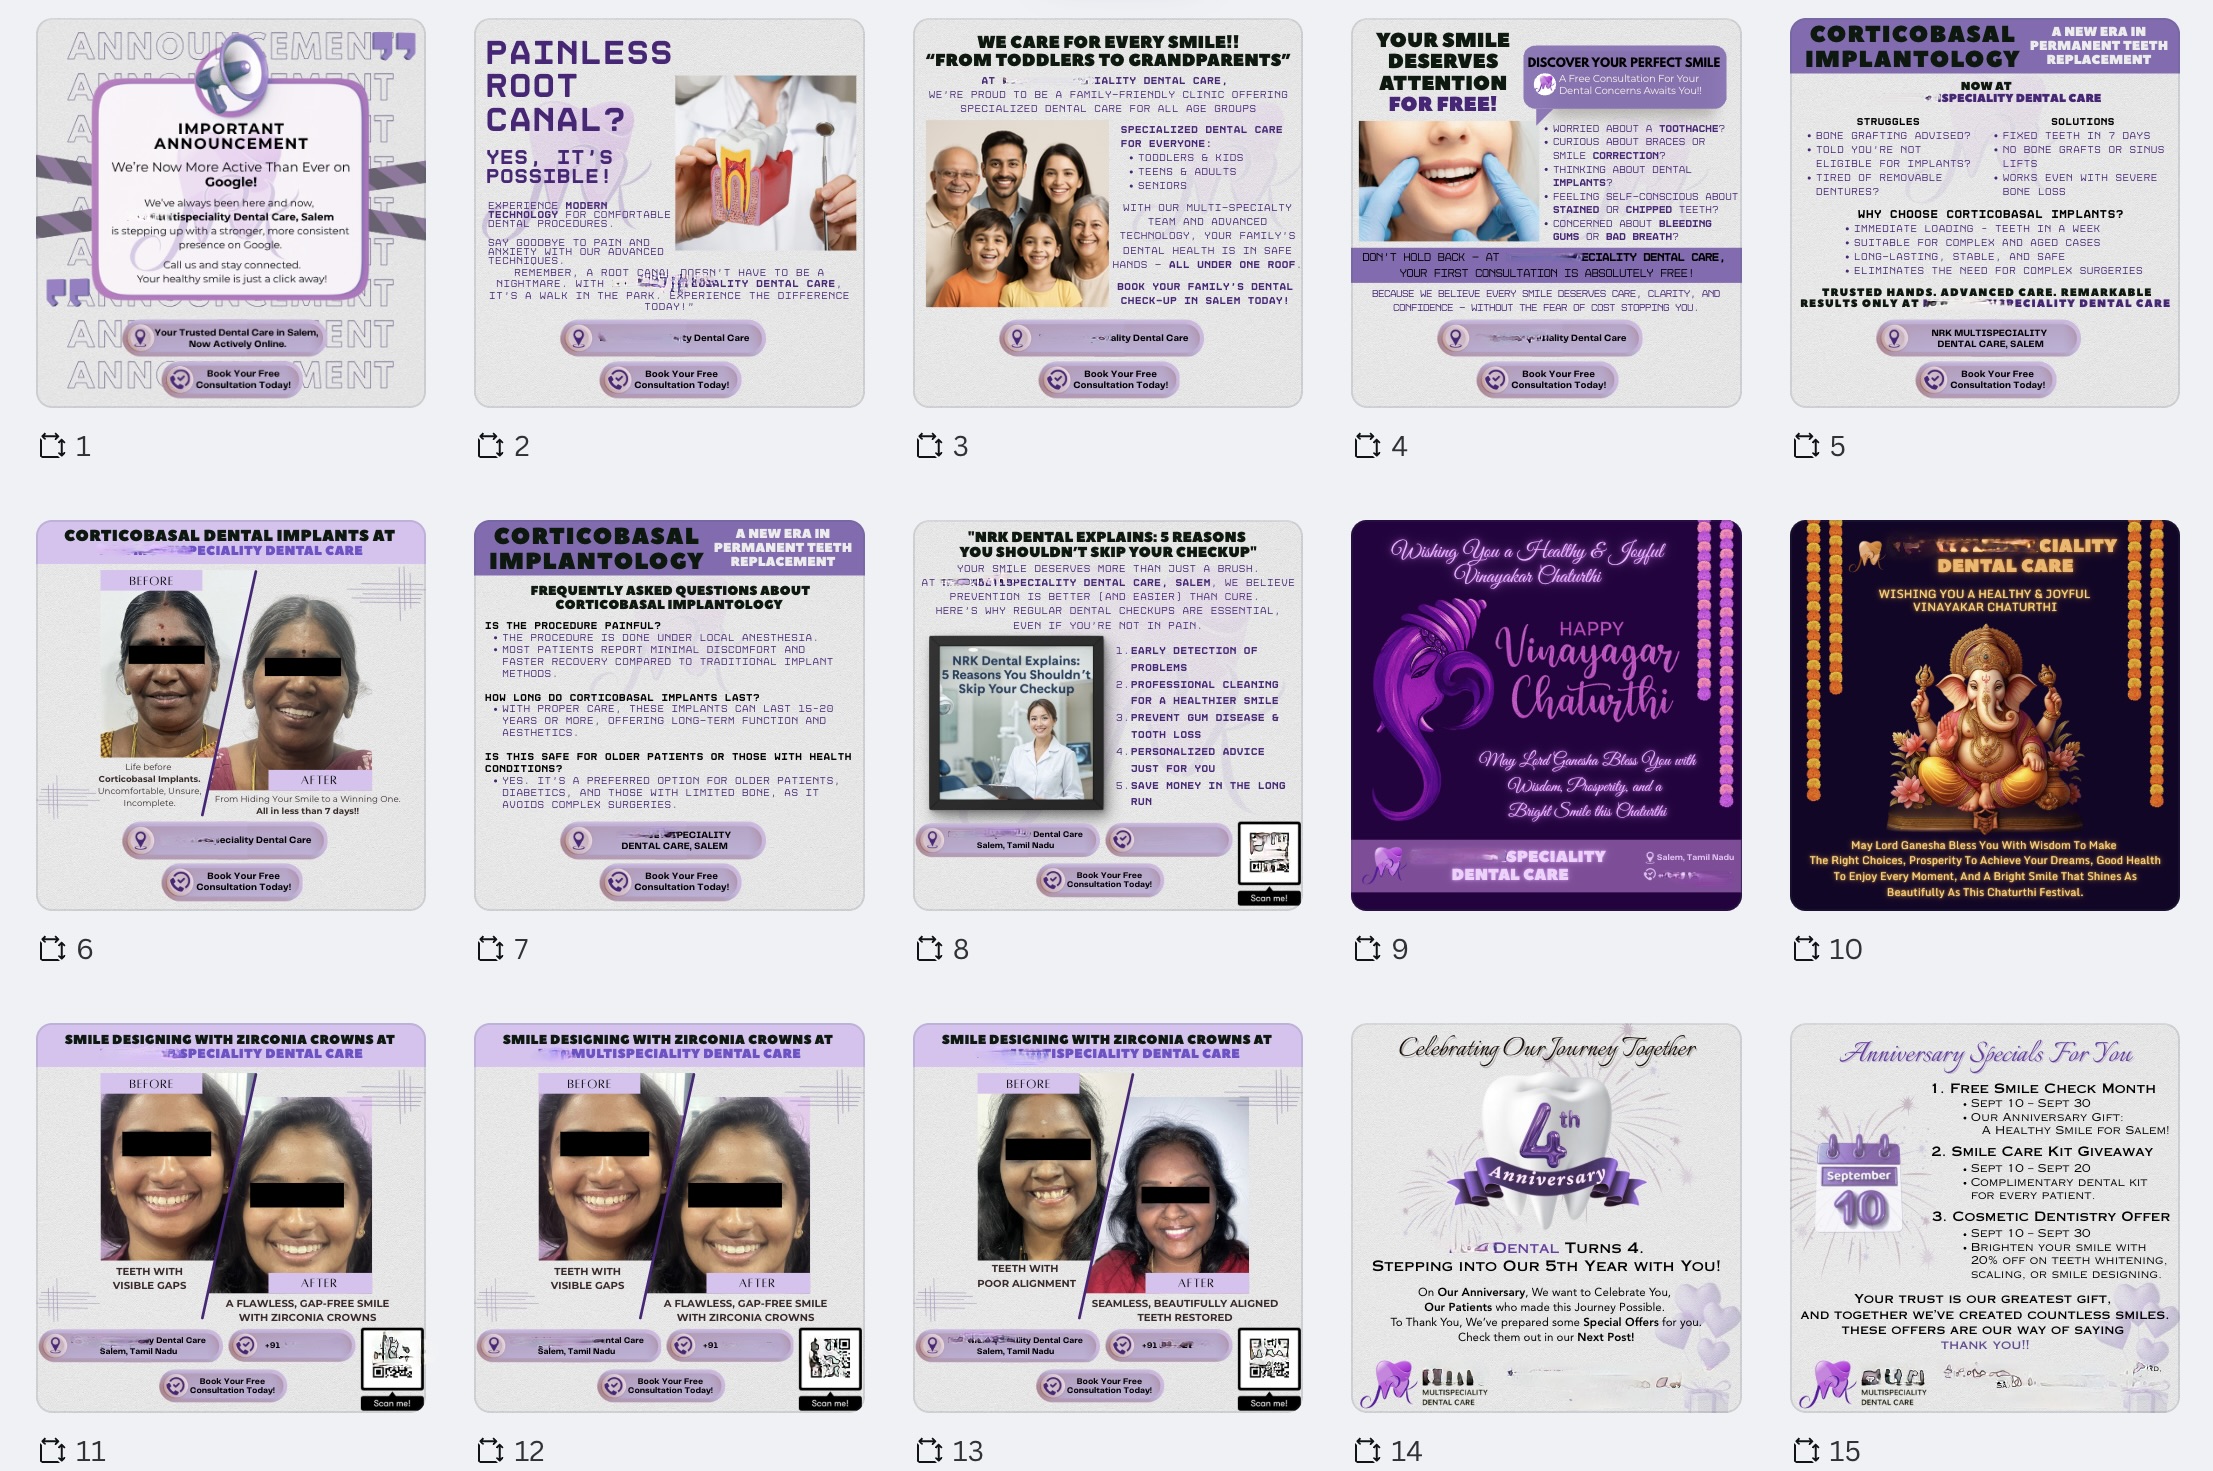 ANNOUNCEMENT
IMPORTANT
ANNOUNCEMENT
We're Now More Active Than Ever on
Google!
We've always been here and now,
Dental Care, Salem
is stepping up with a stronger, more consistent
presence on Google.
Call us and stay connected.
Your healthy smile is just a click away!
ANNOUNCEMENT
Your Trusted Dental Care in Salem,
Now Actively Online.
Book Your Free
Consultation Today!
1
PAINLESS
ROOT
CANAL?
YES, IT'S
POSSIBLE!
EXPERIENCE MODERN
TECHNOLOGY FOR COMFORTABLE
DENTAL PROCEDURES.
SAY GOODBYE TO PAIN AND
ANXIETY WITH OUR ADVANCED
TECHNIQUES.
REMEMBER, A ROOT CANAL DOESN'T HAVE TO BE A
NIGHTMARE. WITH DENTAL CARE,
IT'S A WALK IN THE PARK. EXPERIENCE THE DIFFERENCE
TODAY!"
Dental Care
Book Your Free
Consultation Today!
2
WE CARE FOR EVERY SMILE!!
“FROM TODDLERS TO GRANDPARENTS”
AT DENTAL CARE,
WE'RE PROUD TO BE A FAMILY-FRIENDLY CLINIC OFFERING
SPECIALIZED DENTAL CARE FOR ALL AGE GROUPS
SPECIALIZED DENTAL CARE
FOR EVERYONE:
• TODDLERS & KIDS
• TEENS & ADULTS
• SENIORS
WITH OUR MULTI-SPECIALTY
TEAM AND ADVANCED
TECHNOLOGY, YOUR FAMILY'S
DENTAL HEALTH IS IN SAFE
HANDS – ALL UNDER ONE ROOF.
BOOK YOUR FAMILY'S DENTAL
CHECK-UP IN SALEM TODAY!
Dental Care
Book Your Free
Consultation Today!
3
YOUR SMILE
DESERVES
ATTENTION
FOR FREE!
DISCOVER YOUR PERFECT SMILE
A Free Consultation For Your
Dental Concerns Awaits You!!
• WORRIED ABOUT A TOOTHACHE?
• CURIOUS ABOUT BRACES OR
SMILE CORRECTION?
• THINKING ABOUT DENTAL
IMPLANTS?
• FEELING SELF-CONSCIOUS ABOUT
STAINED OR CHIPPED TEETH?
• CONCERNED ABOUT BLEEDING
GUMS OR BAD BREATH?
DON'T HOLD BACK – AT DENTAL CARE,
YOUR FIRST CONSULTATION IS ABSOLUTELY FREE!
BECAUSE WE BELIEVE EVERY SMILE DESERVES CARE, CLARITY, AND
CONFIDENCE – WITHOUT THE FEAR OF COST STOPPING YOU.
Dental Care
Book Your Free
Consultation Today!
4
CORTICOBASAL
IMPLANTOLOGY
A NEW ERA IN
PERMANENT TEETH
REPLACEMENT
NOW AT
SPECIALITY DENTAL CARE
STRUGGLES
• BONE GRAFTING ADVISED?
• TOLD YOU'RE NOT
ELIGIBLE FOR IMPLANTS?
• TIRED OF REMOVABLE
DENTURES?
SOLUTIONS
• FIXED TEETH IN 7 DAYS
• NO BONE GRAFTS OR SINUS
LIFTS
• WORKS EVEN WITH SEVERE
BONE LOSS
WHY CHOOSE CORTICOBASAL IMPLANTS?
• IMMEDIATE LOADING – TEETH IN A WEEK
• SUITABLE FOR COMPLEX AND AGED CASES
• LONG-LASTING, STABLE, AND SAFE
• ELIMINATES THE NEED FOR COMPLEX SURGERIES
TRUSTED HANDS. ADVANCED CARE. REMARKABLE
RESULTS ONLY AT DENTAL CARE
NRK MULTISPECIALITY
DENTAL CARE, SALEM
Book Your Free
Consultation Today!
5
CORTICOBASAL DENTAL IMPLANTS AT
DENTAL CARE
BEFORE
AFTER
Life before
Corticobasal Implants.
Uncomfortable, Unsure,
Incomplete.
From Hiding Your Smile to a Winning One.
All in less than 7 days!!
Dental Care
Book Your Free
Consultation Today!
6
CORTICOBASAL
IMPLANTOLOGY
A NEW ERA IN
PERMANENT TEETH
REPLACEMENT
FREQUENTLY ASKED QUESTIONS ABOUT
CORTICOBASAL IMPLANTOLOGY
IS THE PROCEDURE PAINFUL?
• THE PROCEDURE IS DONE UNDER LOCAL ANESTHESIA.
• MOST PATIENTS REPORT MINIMAL DISCOMFORT AND
FASTER RECOVERY COMPARED TO TRADITIONAL IMPLANT
METHODS.
HOW LONG DO CORTICOBASAL IMPLANTS LAST?
• WITH PROPER CARE, THESE IMPLANTS CAN LAST 15-20
YEARS OR MORE, OFFERING LONG-TERM FUNCTION AND
AESTHETICS.
IS THIS SAFE FOR OLDER PATIENTS OR THOSE WITH HEALTH
CONDITIONS?
• YES. IT'S A PREFERRED OPTION FOR OLDER PATIENTS,
DIABETICS, AND THOSE WITH LIMITED BONE, AS IT
AVOIDS COMPLEX SURGERIES.
DENTAL CARE, SALEM
Book Your Free
Consultation Today!
7
"NRK DENTAL EXPLAINS: 5 REASONS
YOU SHOULDN'T SKIP YOUR CHECKUP"
YOUR SMILE DESERVES MORE THAN JUST A BRUSH.
AT DENTAL CARE, SALEM, WE BELIEVE
PREVENTION IS BETTER (AND EASIER) THAN CURE.
HERE'S WHY REGULAR DENTAL CHECKUPS ARE ESSENTIAL,
EVEN IF YOU'RE NOT IN PAIN.
NRK Dental Explains:
5 Reasons You Shouldn't
Skip Your Checkup
1. EARLY DETECTION OF
PROBLEMS
2. PROFESSIONAL CLEANING
FOR A HEALTHIER SMILE
3. PREVENT GUM DISEASE &
TOOTH LOSS
4. PERSONALIZED ADVICE
JUST FOR YOU
5. SAVE MONEY IN THE LONG
RUN
Dental Care
Salem, Tamil Nadu
Book Your Free
Consultation Today!
Scan me!
8
Wishing You a Healthy & Joyful
Vinayakar Chaturthi
HAPPY
Vinayagar
Chaturthi
May Lord Ganesha Bless You with
Wisdom, Prosperity, and a
Bright Smile this Chaturthi
SPECIALITY
DENTAL CARE
Salem, Tamil Nadu
9
DENTAL CARE
WISHING YOU A HEALTHY & JOYFUL
VINAYAKAR CHATURTHI
May Lord Ganesha Bless You With Wisdom To Make
The Right Choices, Prosperity To Achieve Your Dreams, Good Health
To Enjoy Every Moment, And A Bright Smile That Shines As
Beautifully As This Chaturthi Festival.
10
SMILE DESIGNING WITH ZIRCONIA CROWNS AT
SPECIALITY DENTAL CARE
BEFORE
AFTER
TEETH WITH
VISIBLE GAPS
A FLAWLESS, GAP-FREE SMILE
WITH ZIRCONIA CROWNS
Dental Care
Salem, Tamil Nadu
+91
Book Your Free
Consultation Today!
Scan me!
11
SMILE DESIGNING WITH ZIRCONIA CROWNS AT
MULTISPECIALITY DENTAL CARE
BEFORE
AFTER
TEETH WITH
VISIBLE GAPS
A FLAWLESS, GAP-FREE SMILE
WITH ZIRCONIA CROWNS
Care
Salem, Tamil Nadu
+91
Book Your Free
Consultation Today!
Scan me!
12
SMILE DESIGNING WITH ZIRCONIA CROWNS AT
DENTAL CARE
BEFORE
AFTER
TEETH WITH
POOR ALIGNMENT
SEAMLESS, BEAUTIFULLY ALIGNED
TEETH RESTORED
Dental Care
Salem, Tamil Nadu
+91
Book Your Free
Consultation Today!
Scan me!
13
Celebrating Our Journey Together
4th
Anniversary
DENTAL TURNS 4.
STEPPING INTO OUR 5TH YEAR WITH YOU!
On Our Anniversary, We want to Celebrate You,
Our Patients who made this Journey Possible.
To Thank You, We've prepared some Special Offers for you.
Check them out in our Next Post!
MULTISPECIALITY
DENTAL CARE
14
Anniversary Specials For You
September
10
1. FREE SMILE CHECK MONTH
• SEPT 10 – SEPT 30
• OUR ANNIVERSARY GIFT:
A HEALTHY SMILE FOR SALEM!
2. SMILE CARE KIT GIVEAWAY
• SEPT 10 – SEPT 20
• COMPLIMENTARY DENTAL KIT
FOR EVERY PATIENT.
3. COSMETIC DENTISTRY OFFER
• SEPT 10 – SEPT 30
• BRIGHTEN YOUR SMILE WITH
20% OFF ON TEETH WHITENING,
SCALING, OR SMILE DESIGNING.
YOUR TRUST IS OUR GREATEST GIFT,
AND TOGETHER WE'VE CREATED COUNTLESS SMILES.
THESE OFFERS ARE OUR WAY OF SAYING
THANK YOU!!
MULTISPECIALITY
DENTAL CARE
15